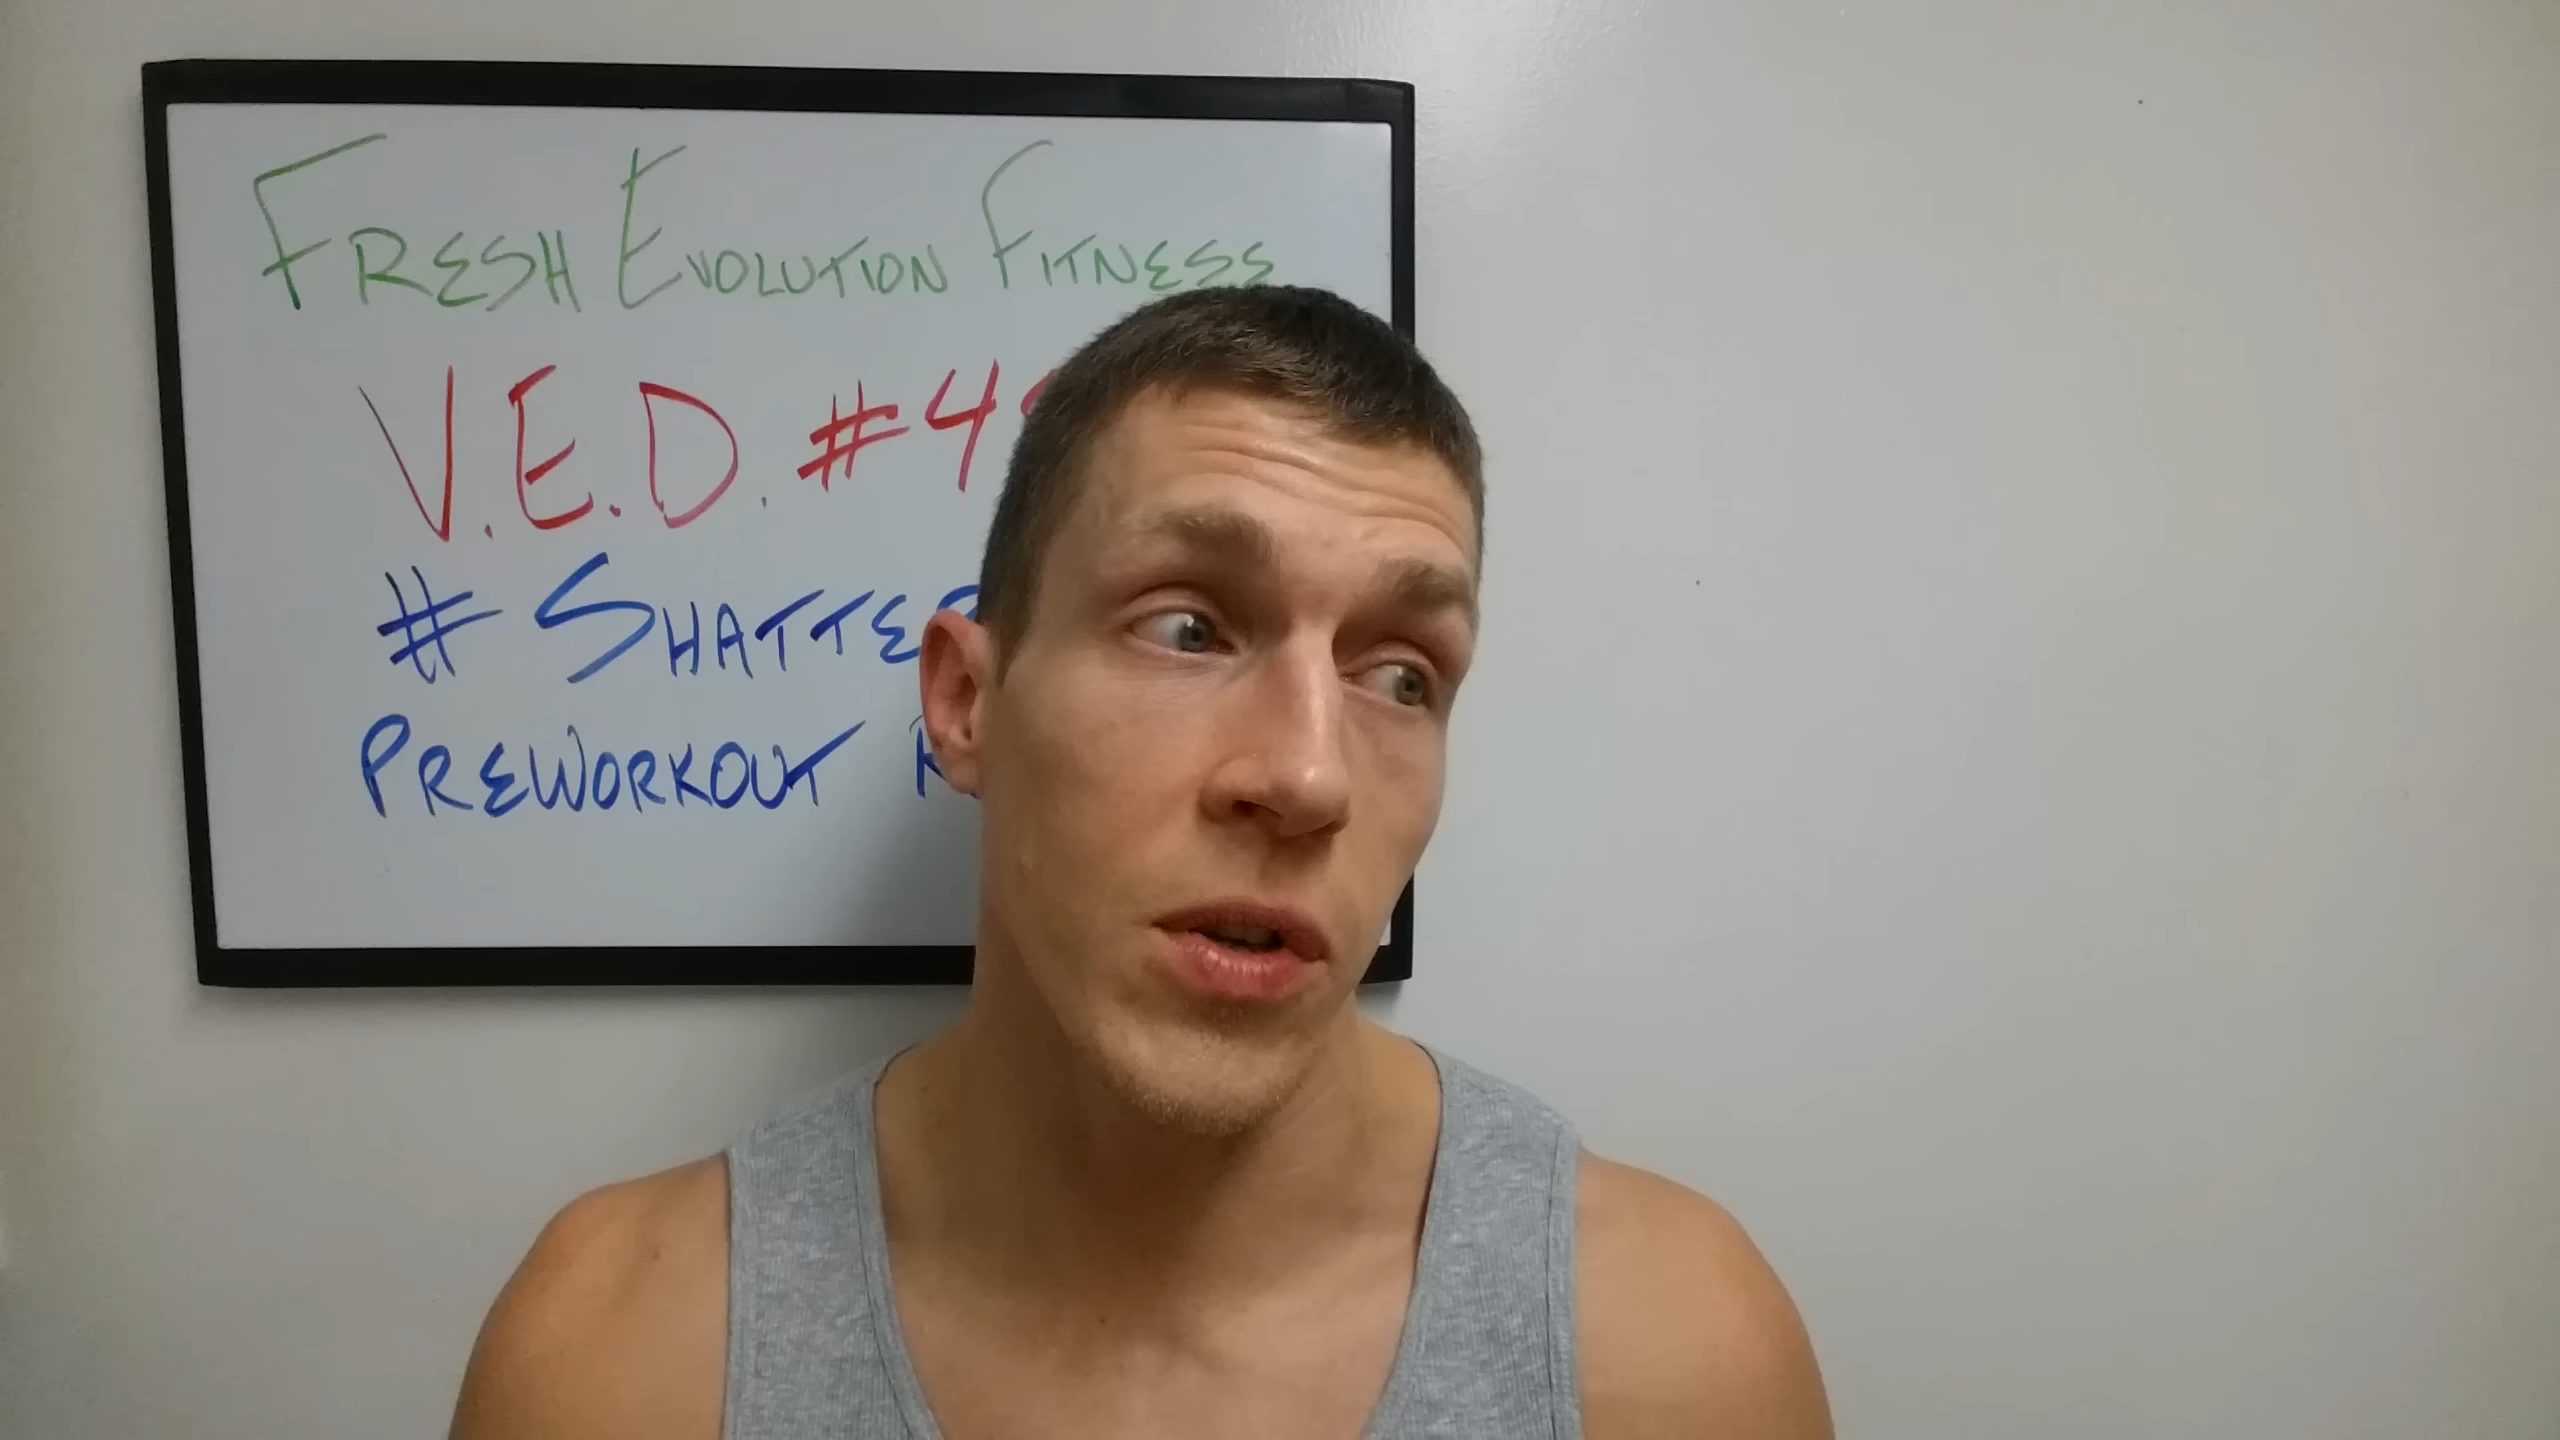 FRESH EVOLUTION FITNESS
V.E.D. #4
# SHATTE
PREWORKOUT